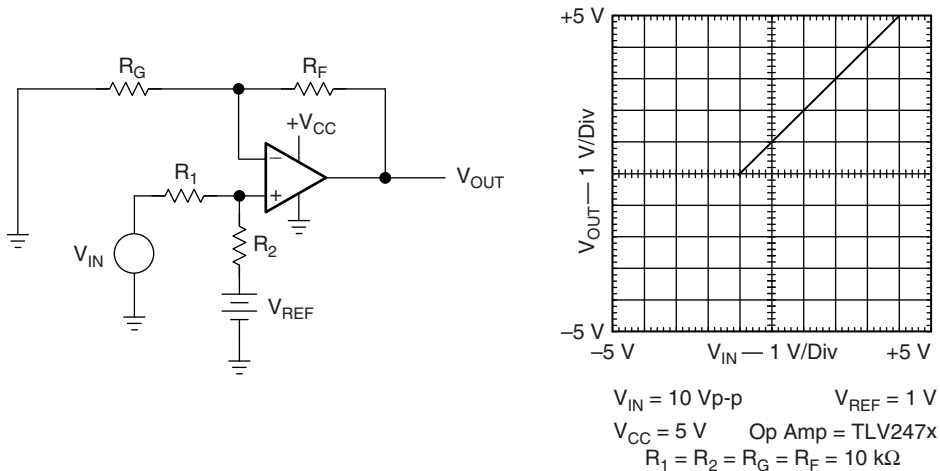 R_G
R_F
+V_CC
−
+
R_1
R_2
V_IN
V_REF
V_OUT
+5 V
V_OUT — 1 V/Div
−5 V
−5 V
V_IN — 1 V/Div
+5 V
V_IN = 10 Vp-p V_REF = 1 V
V_CC = 5 V Op Amp = TLV247x
R_1 = R_2 = R_G = R_F = 10 kΩ